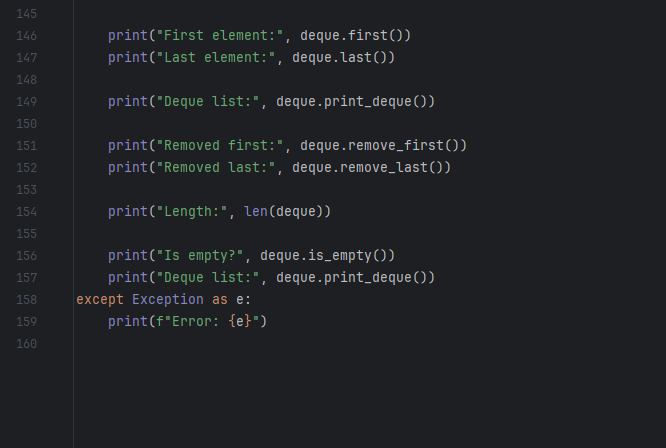 145
146 print("First element:", deque.first())
147 print("Last element:", deque.last())
148
149 print("Deque list:", deque.print_deque())
150
151 print("Removed first:", deque.remove_first())
152 print("Removed last:", deque.remove_last())
153
154 print("Length:", len(deque))
155
156 print("Is empty?", deque.is_empty())
157 print("Deque list:", deque.print_deque())
158 except Exception as e:
159 print(f"Error: {e}")
160